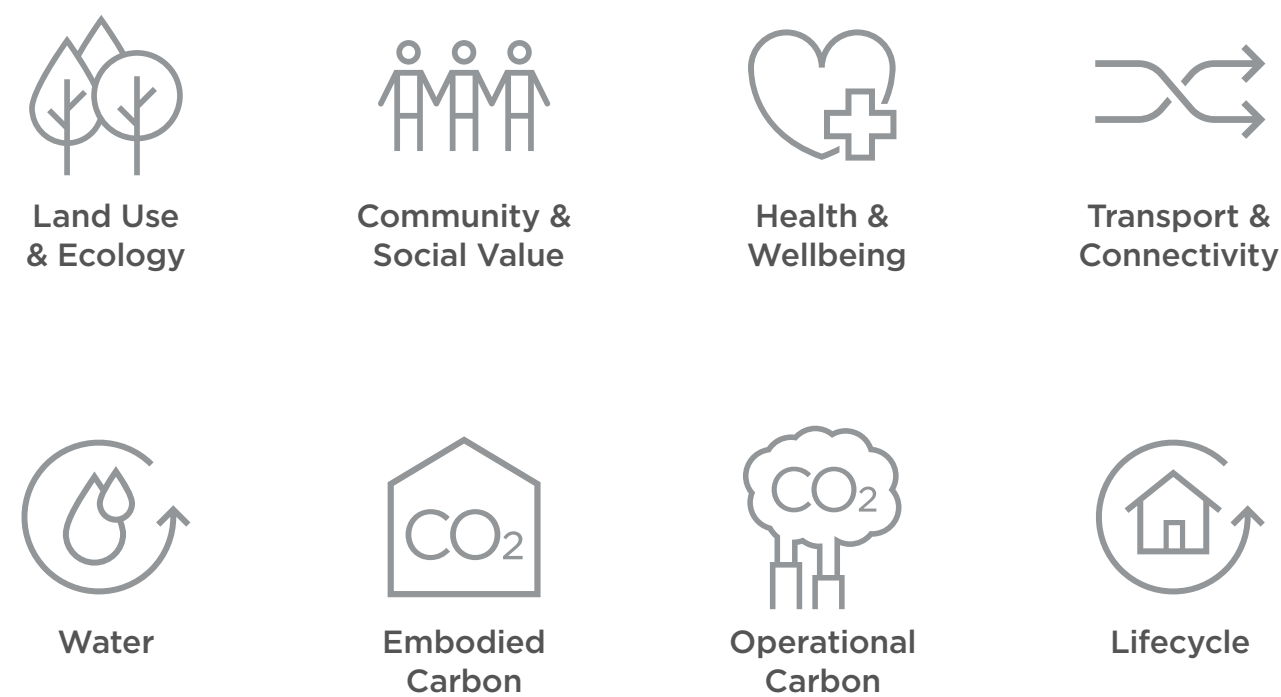 Land Use
& Ecology
Community &
Social Value
Health &
Wellbeing
Transport &
Connectivity
Water
CO₂
Embodied
Carbon
CO₂
Operational
Carbon
Lifecycle